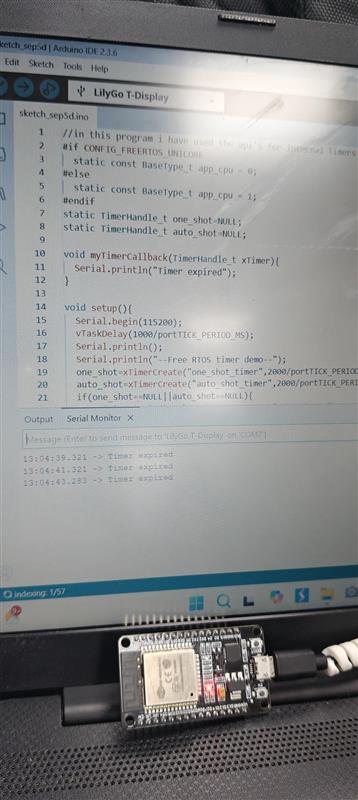 sketch_sep5d | Arduino IDE 2.3.6
Edit Sketch Tools Help
LilyGo T-Display
sketch_sep5d.ino
1 //in this program i have used the api's for internal timers
2 #if CONFIG_FREERTOS_UNICORE
3 static const BaseType_t app_cpu = 0;
4 #else
5 static const BaseType_t app_cpu = 1;
6 #endif
7 static TimerHandle_t one_shot=NULL;
8 static TimerHandle_t auto_shot=NULL;
9
10 void myTimerCallback(TimerHandle_t xTimer){
11 Serial.println("Timer expired");
12 }
13
14 void setup(){
15 Serial.begin(115200);
16 vTaskDelay(1000/portTICK_PERIOD_MS);
17 Serial.println();
18 Serial.println("--Free RTOS timer demo--");
19 one_shot=xTimerCreate("one_shot_timer",2000/portTICK_PER
20 auto_shot=xTimerCreate("auto_shot_timer",2000/portTICK_PE
21 if(one_shot==NULL||auto_shot==NULL){
Output Serial Monitor
Message (Enter to send message to 'LilyGo T-Display' on 'COM7')
13:04:39.321 -> Timer expired
13:04:41.321 -> Timer expired
13:04:43.283 -> Timer expired
indexing: 1/57